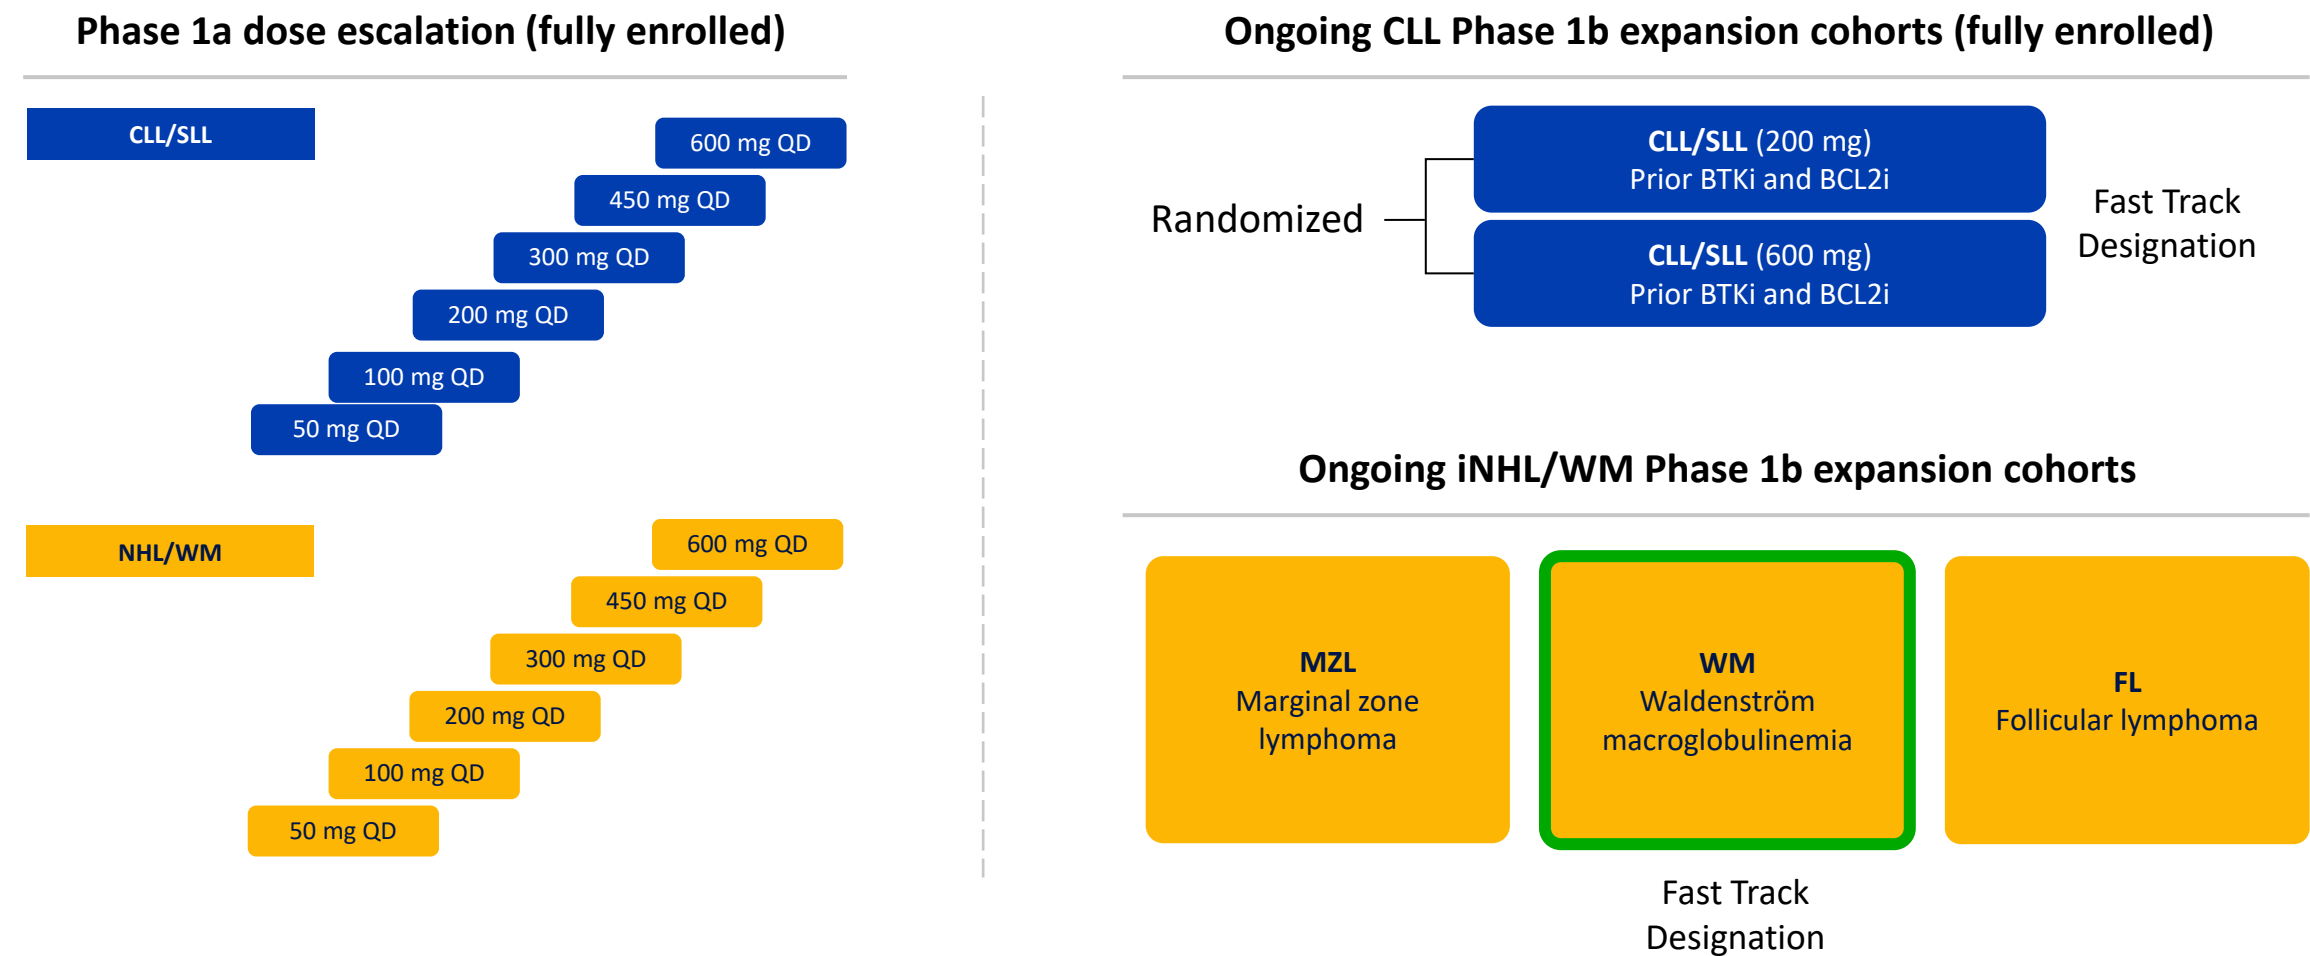 Phase 1a dose escalation (fully enrolled)
CLL/SLL
600 mg QD
450 mg QD
300 mg QD
200 mg QD
100 mg QD
50 mg QD
NHL/WM
600 mg QD
450 mg QD
300 mg QD
200 mg QD
100 mg QD
50 mg QD
Ongoing CLL Phase 1b expansion cohorts (fully enrolled)
Randomized
CLL/SLL (200 mg)
Prior BTKi and BCL2i
CLL/SLL (600 mg)
Prior BTKi and BCL2i
Fast Track
Designation
Ongoing iNHL/WM Phase 1b expansion cohorts
MZL
Marginal zone
lymphoma
WM
Waldenström
macroglobulinemia
FL
Follicular lymphoma
Fast Track
Designation